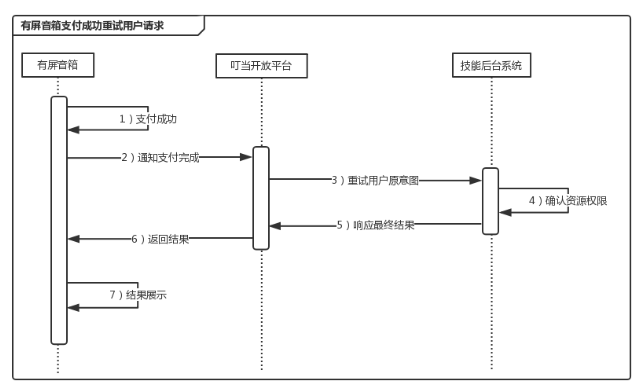 有屏音箱支付成功重试用户请求
有屏音箱
叮当开放平台
技能后台系统
1）支付成功
2）通知支付完成
3）重试用户原意图
4）确认资源权限
5）响应最终结果
6）返回结果
7）结果展示